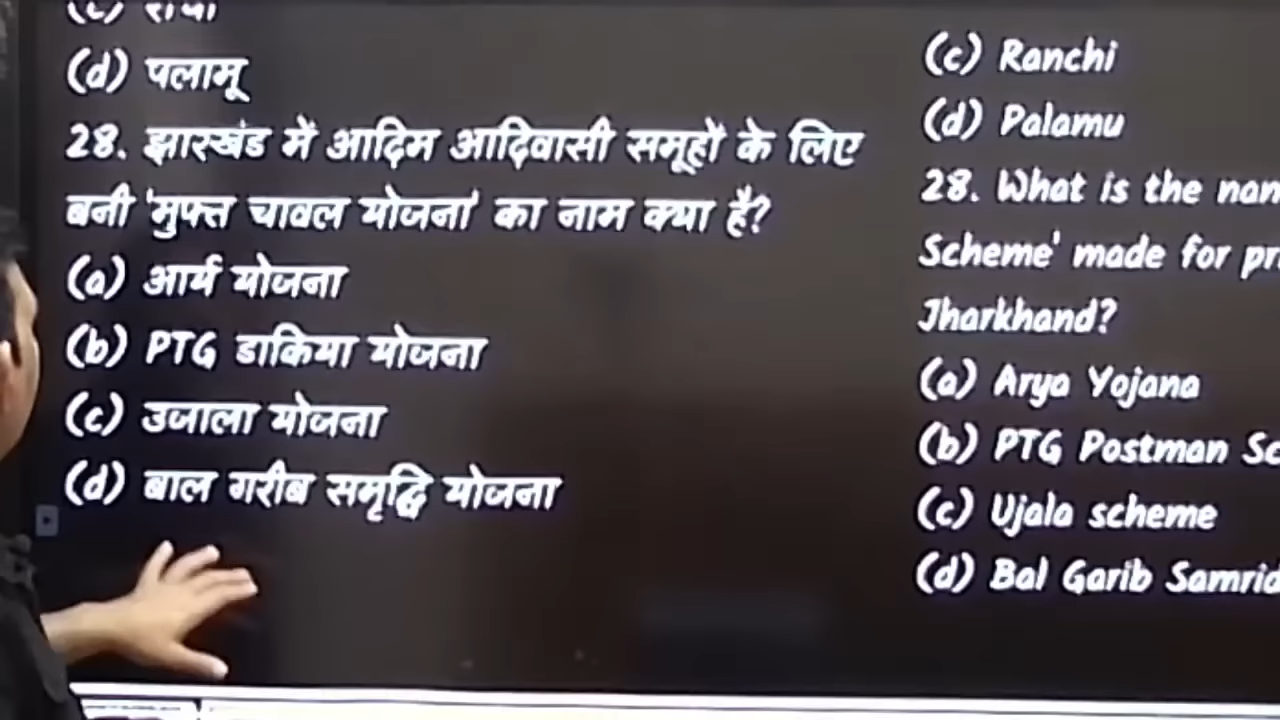 (d) पलामू
28. झारखंड में आदिम आदिवासी समूहों के लिए
बनी 'मुफ्त चावल योजना' का नाम क्या है?
(a) आर्य योजना
(b) PTG डाकिया योजना
(c) उजाला योजना
(d) बाल गरीब समृद्धि योजना
(c) Ranchi
(d) Palamu
28. What is the
Scheme' made for
Jharkhand?
(a) Arya Yojana
(b) PTG Postman
(c) Ujala scheme
(d) Bal Garib